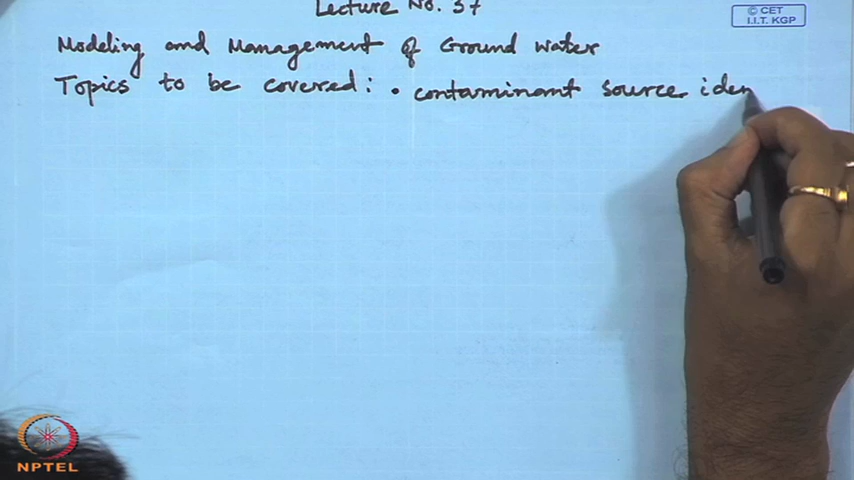 Lecture No. 37
© CET
I.I.T. KGP
Modeling and Management of Ground Water
Topics to be covered: • contaminant source iden
NPTEL